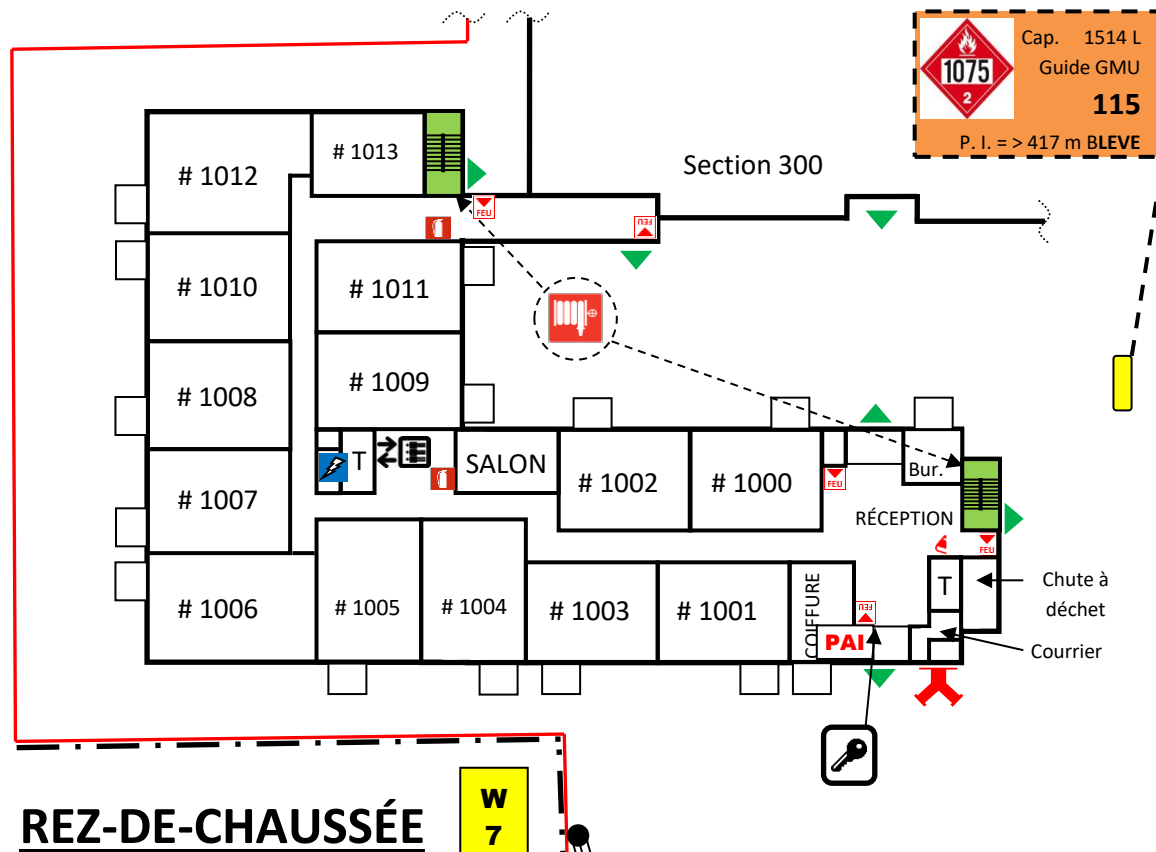 Cap. 1514 L
1075
Guide GMU
2
115
P. I. = > 417 m BLEVE
# 1013
# 1012
Section 300
FEU
FEU
# 1011
# 1010
# 1009
# 1008
T
SALON
# 1002
# 1000
Bur.
FEU
# 1007
RÉCEPTION
FEU
# 1006
# 1005
# 1004
# 1003
# 1001
COIFFURE
FEU
T
Chute à
déchet
PAI
Courrier
REZ-DE-CHAUSSÉE
W
7